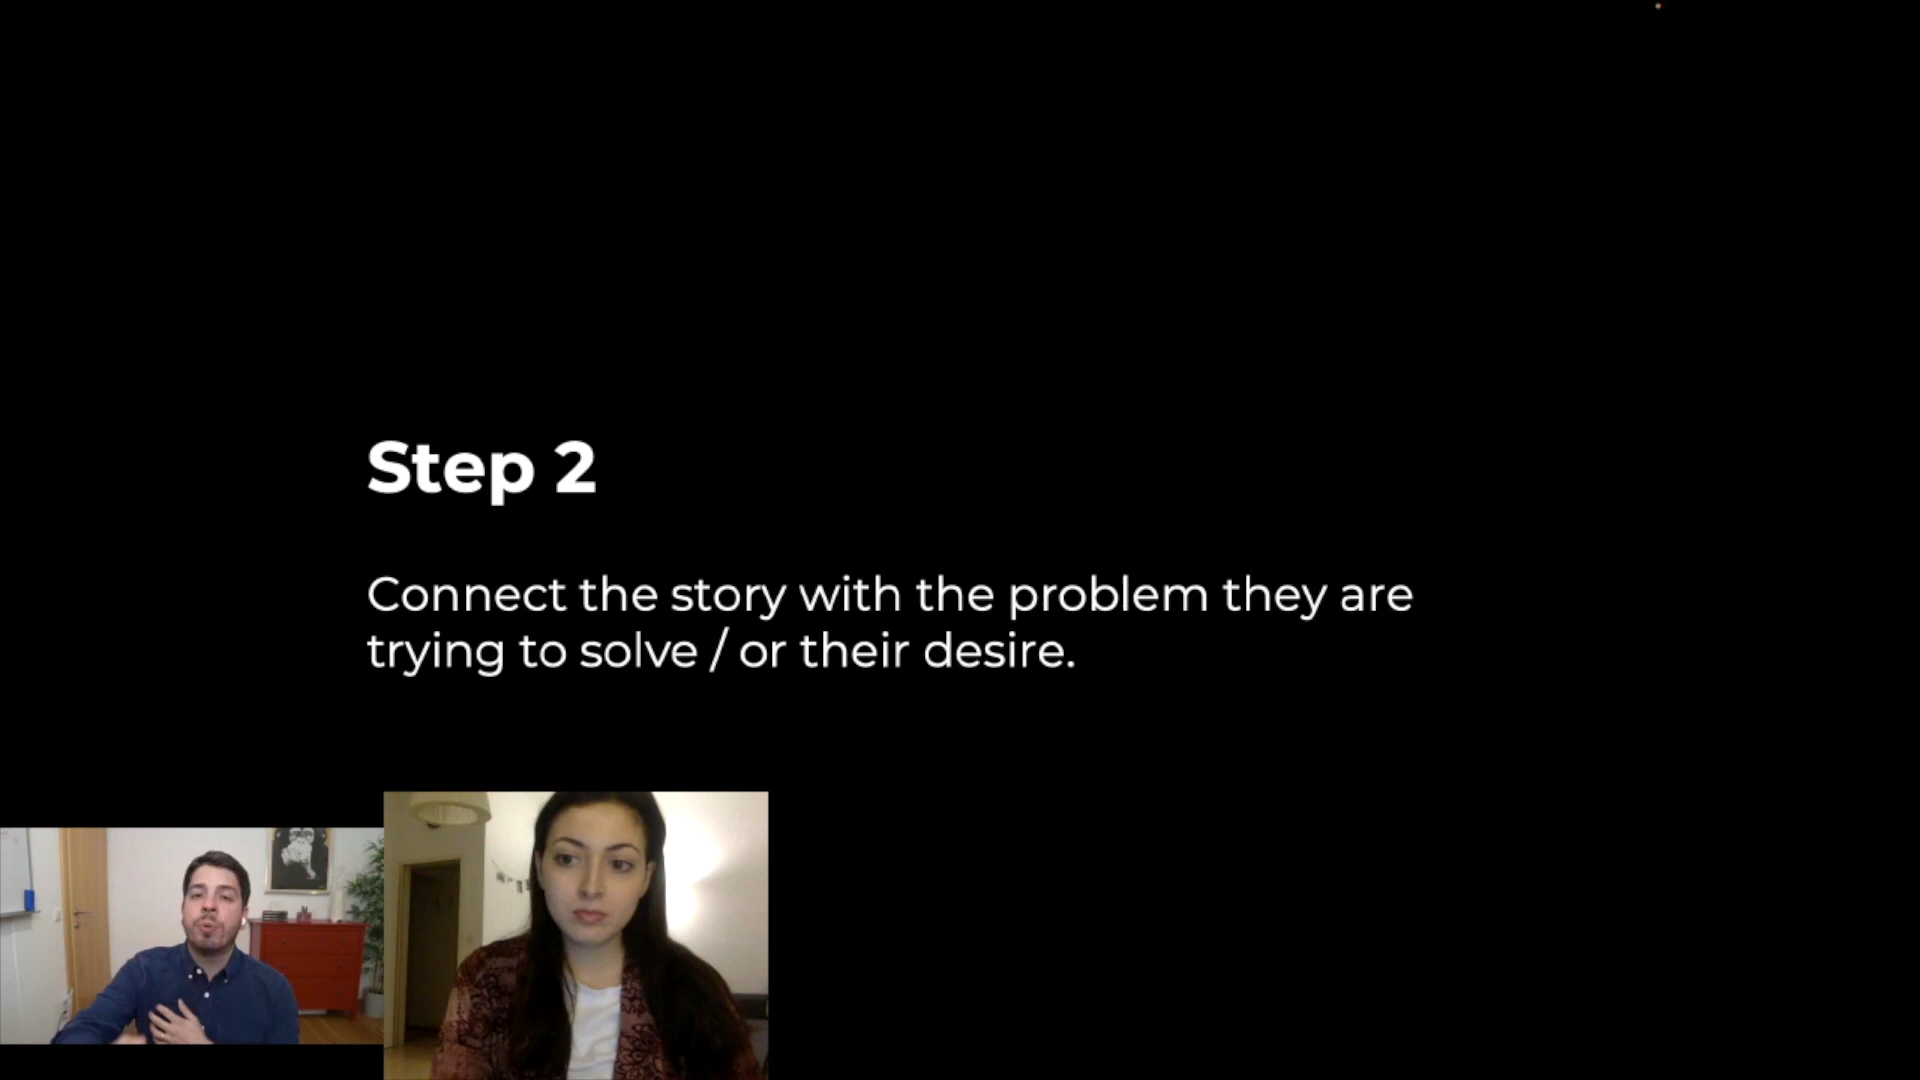 Step 2
Connect the story with the problem they are
trying to solve / or their desire.